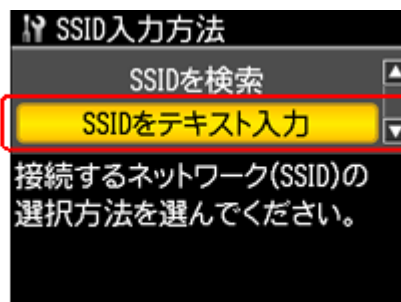 SSID入力方法
SSIDを検索
SSIDをテキスト入力
接続するネットワーク(SSID)の
選択方法を選んでください。